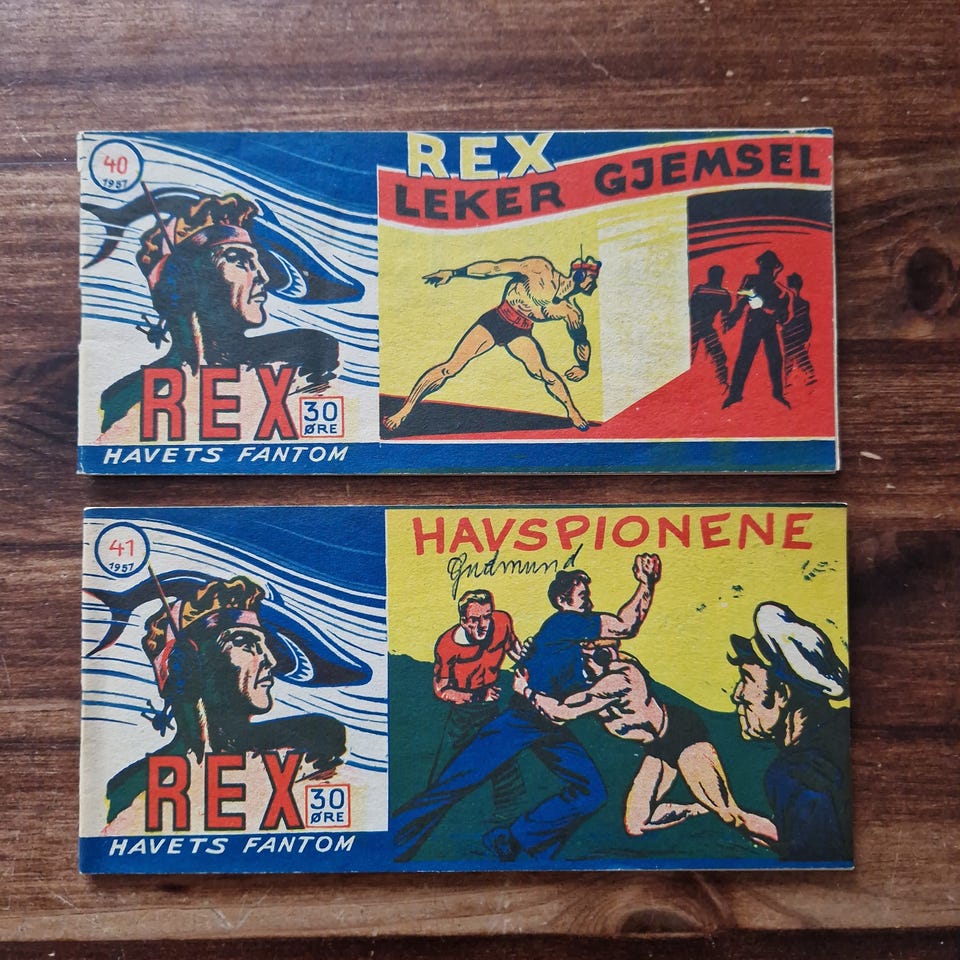 40
1957
REX
LEKER GJEMSEL
REX
30
ØRE
HAVETS FANTOM
41
1957
HAVSPIONENE
Gudmund
REX
30
ØRE
HAVETS FANTOM